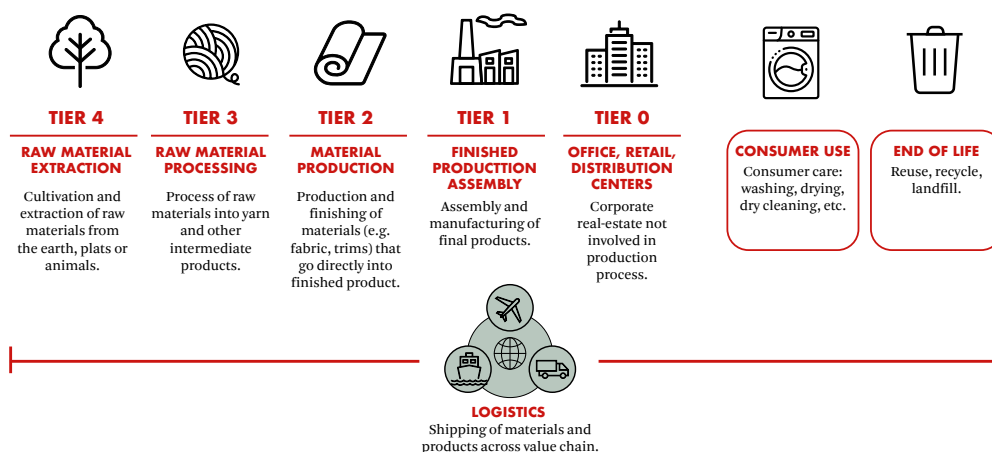 TIER 4
RAW MATERIAL
EXTRACTION
Cultivation and
extraction of raw
materials from
the earth, plats or
animals.
TIER 3
RAW MATERIAL
PROCESSING
Process of raw
materials into yarn
and other
intermediate
products.
TIER 2
MATERIAL
PRODUCTION
Production and
finishing of
materials (e.g.
fabric, trims) that
go directly into
finished product.
TIER 1
FINISHED
PRODUCTTION
ASSEMBLY
Assembly and
manufacturing of
final products.
TIER 0
OFFICE, RETAIL,
DISTRIBUTION
CENTERS
Corporate
real-estate not
involved in
production
process.
CONSUMER USE
Consumer care:
washing, drying,
dry cleaning, etc.
END OF LIFE
Reuse, recycle,
landfill.
LOGISTICS
Shipping of materials and
products across value chain.